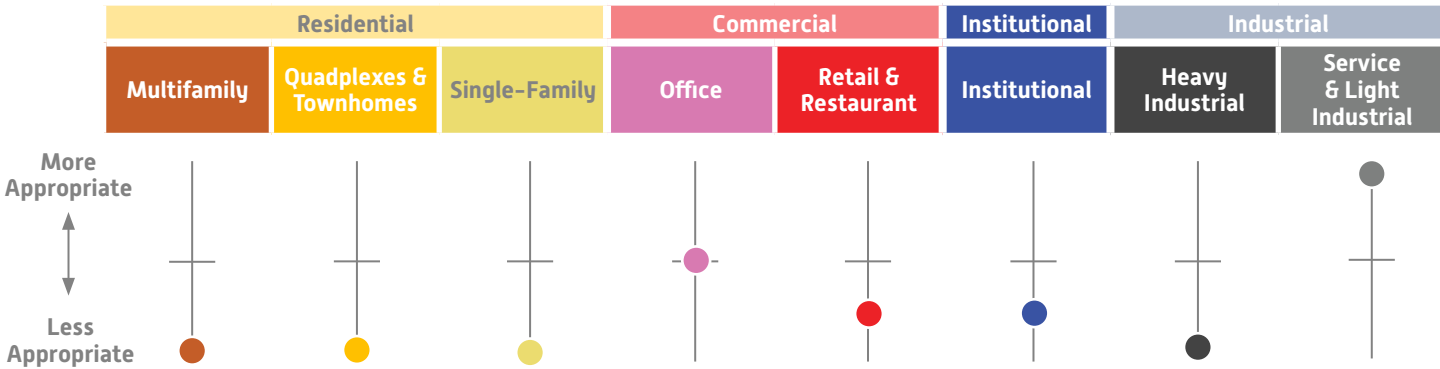 Residential
Commercial
Institutional
Industrial
Multifamily
Quadplexes &
Townhomes
Single-Family
Office
Retail &
Restaurant
Institutional
Heavy
Industrial
Service
& Light
Industrial
More
Appropriate
Less
Appropriate